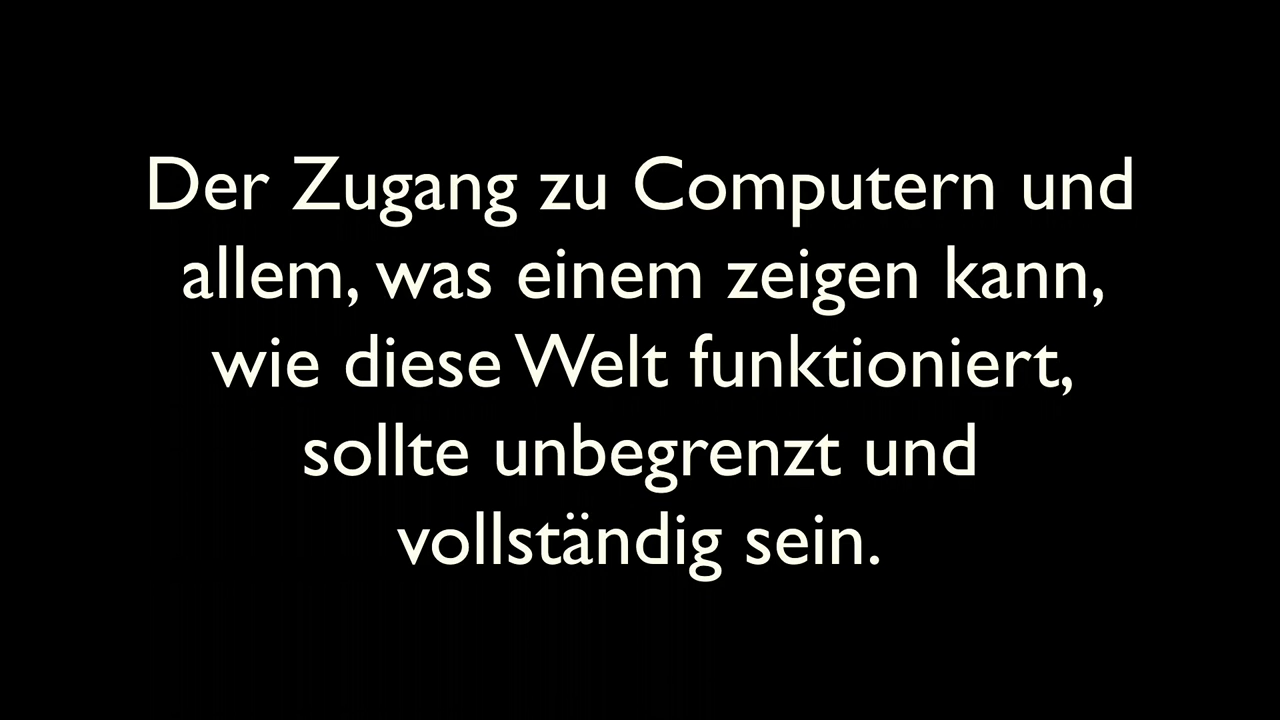 Der Zugang zu Computern und
allem, was einem zeigen kann,
wie diese Welt funktioniert,
sollte unbegrenzt und
vollständig sein.